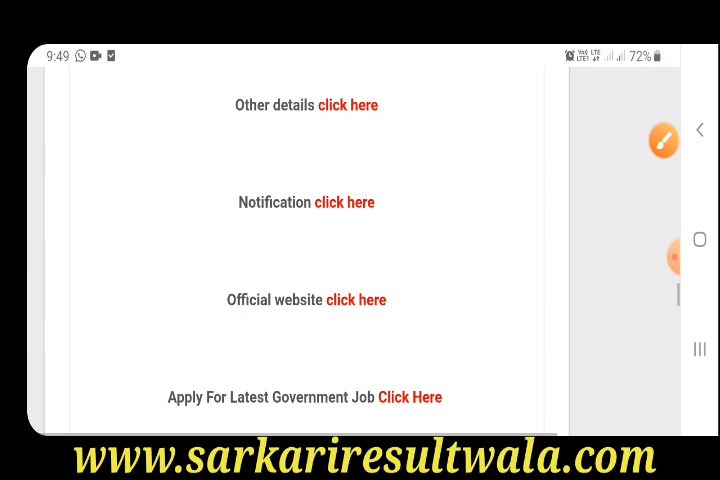 9:49 72%
Other details click here
Notification click here
Official website click here
Apply For Latest Government Job Click Here
www.sarkariresultwala.com